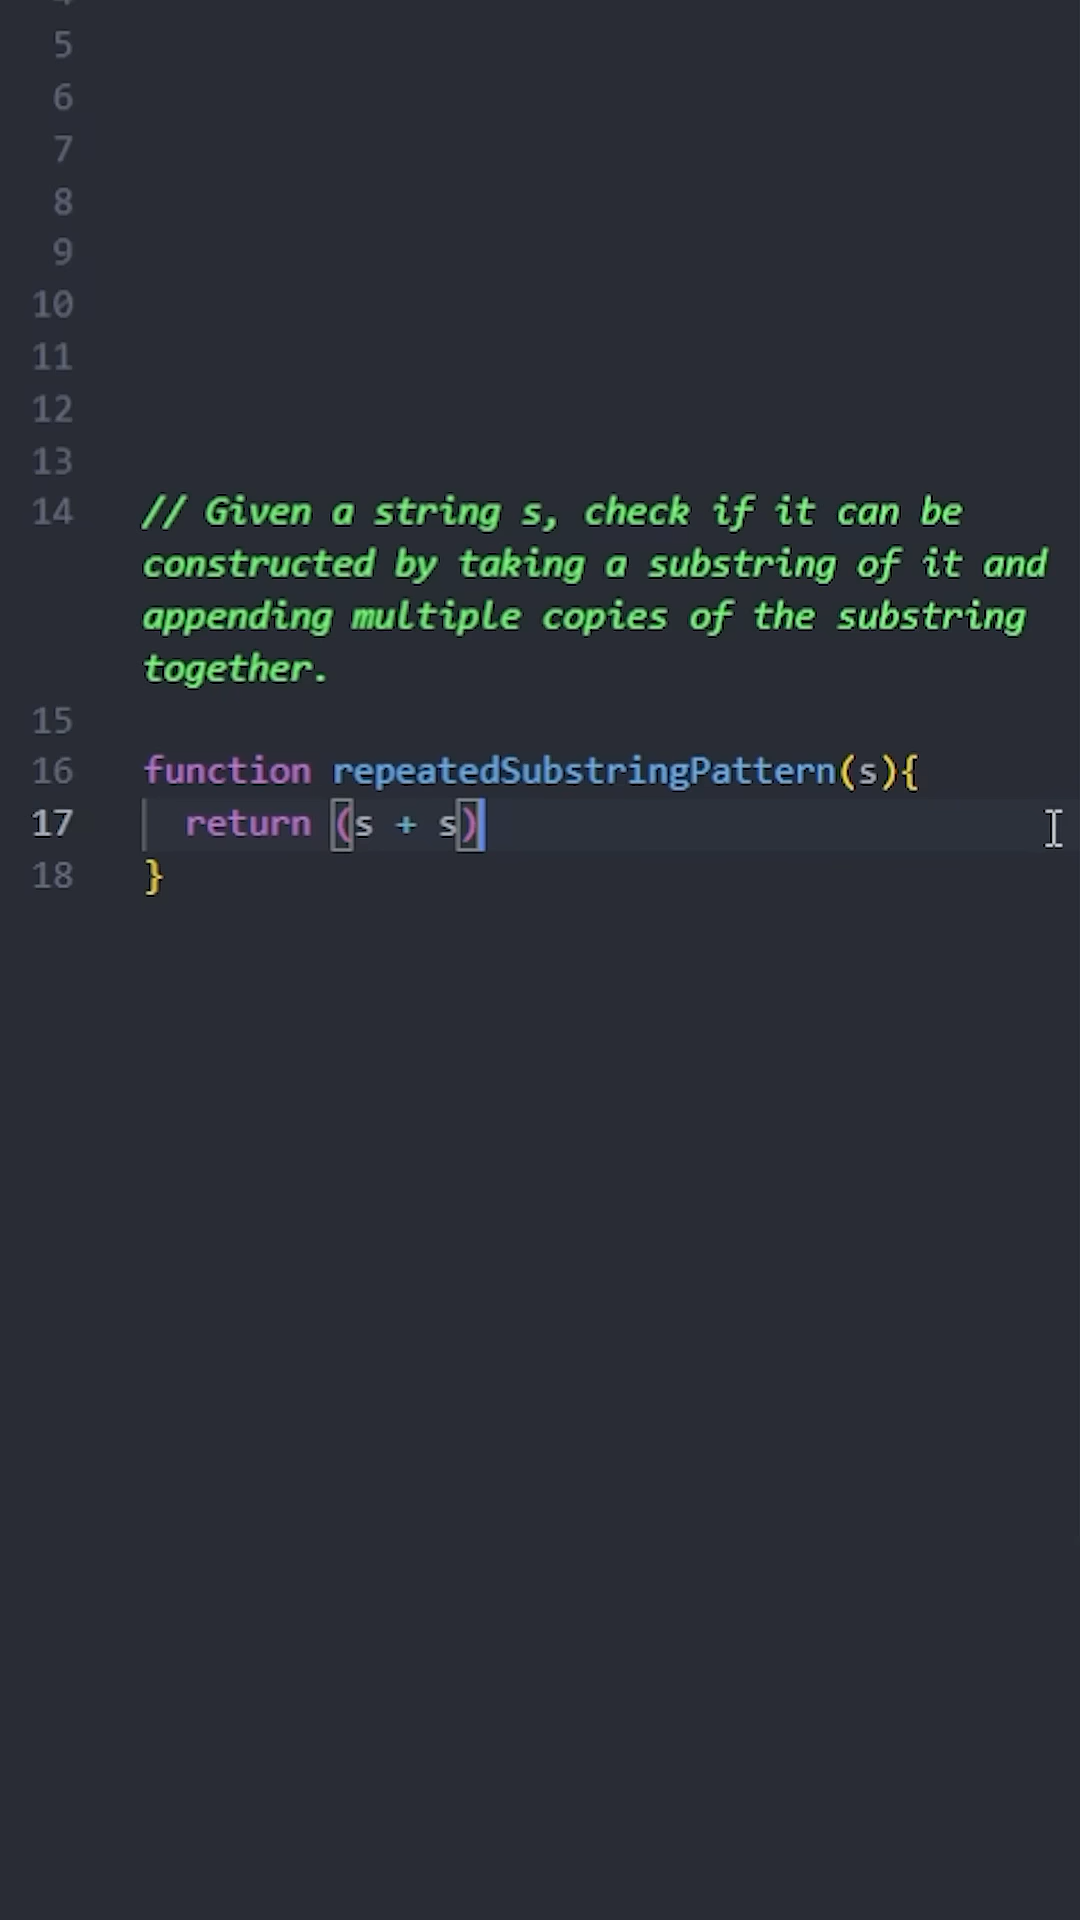 5
6
7
8
9
10
11
12
13
14 // Given a string s, check if it can be
constructed by taking a substring of it and
appending multiple copies of the substring
together.
15
16 function repeatedSubstringPattern(s){
17 return (s + s)
18 }